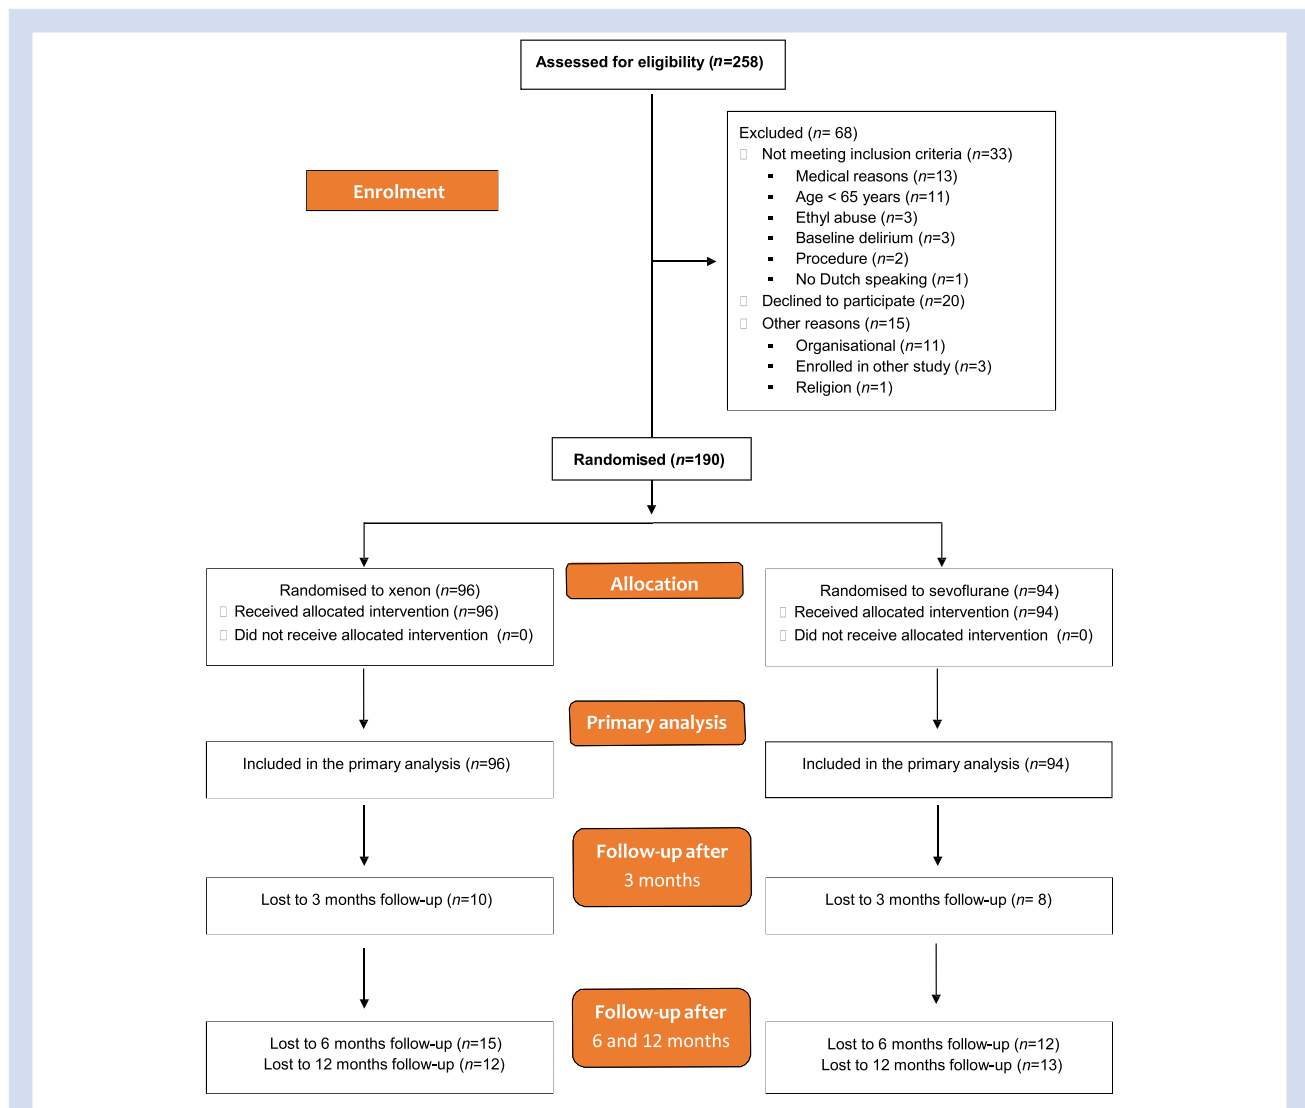 Assessed for eligibility (n=258)
Enrolment
Excluded (n= 68)
Not meeting inclusion criteria (n=33)
▪ Medical reasons (n=13)
▪ Age < 65 years (n=11)
▪ Ethyl abuse (n=3)
▪ Baseline delirium (n=3)
▪ Procedure (n=2)
▪ No Dutch speaking (n=1)
Declined to participate (n=20)
Other reasons (n=15)
▪ Organisational (n=11)
▪ Enrolled in other study (n=3)
▪ Religion (n=1)
Randomised (n=190)
Allocation
Randomised to xenon (n=96)
Received allocated intervention (n=96)
Did not receive allocated intervention (n=0)
Randomised to sevoflurane (n=94)
Received allocated intervention (n=94)
Did not receive allocated intervention (n=0)
Primary analysis
Included in the primary analysis (n=96)
Included in the primary analysis (n=94)
Follow-up after
3 months
Lost to 3 months follow-up (n=10)
Lost to 3 months follow-up (n= 8)
Follow-up after
6 and 12 months
Lost to 6 months follow-up (n=15)
Lost to 12 months follow-up (n=12)
Lost to 6 months follow-up (n=12)
Lost to 12 months follow-up (n=13)